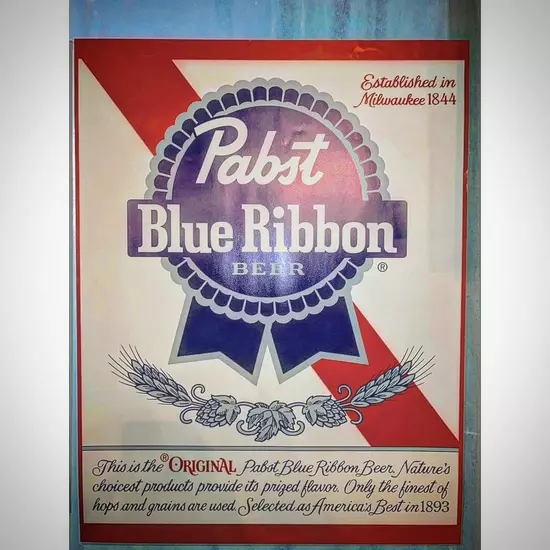 Established in
Milwaukee 1844
Pabst
Blue Ribbon
BEER ®
This is the ® ORIGINAL Pabst Blue Ribbon Beer. Nature's
choicest products provide its prized flavor. Only the finest of
hops and grains are used. Selected as America's Best in 1893